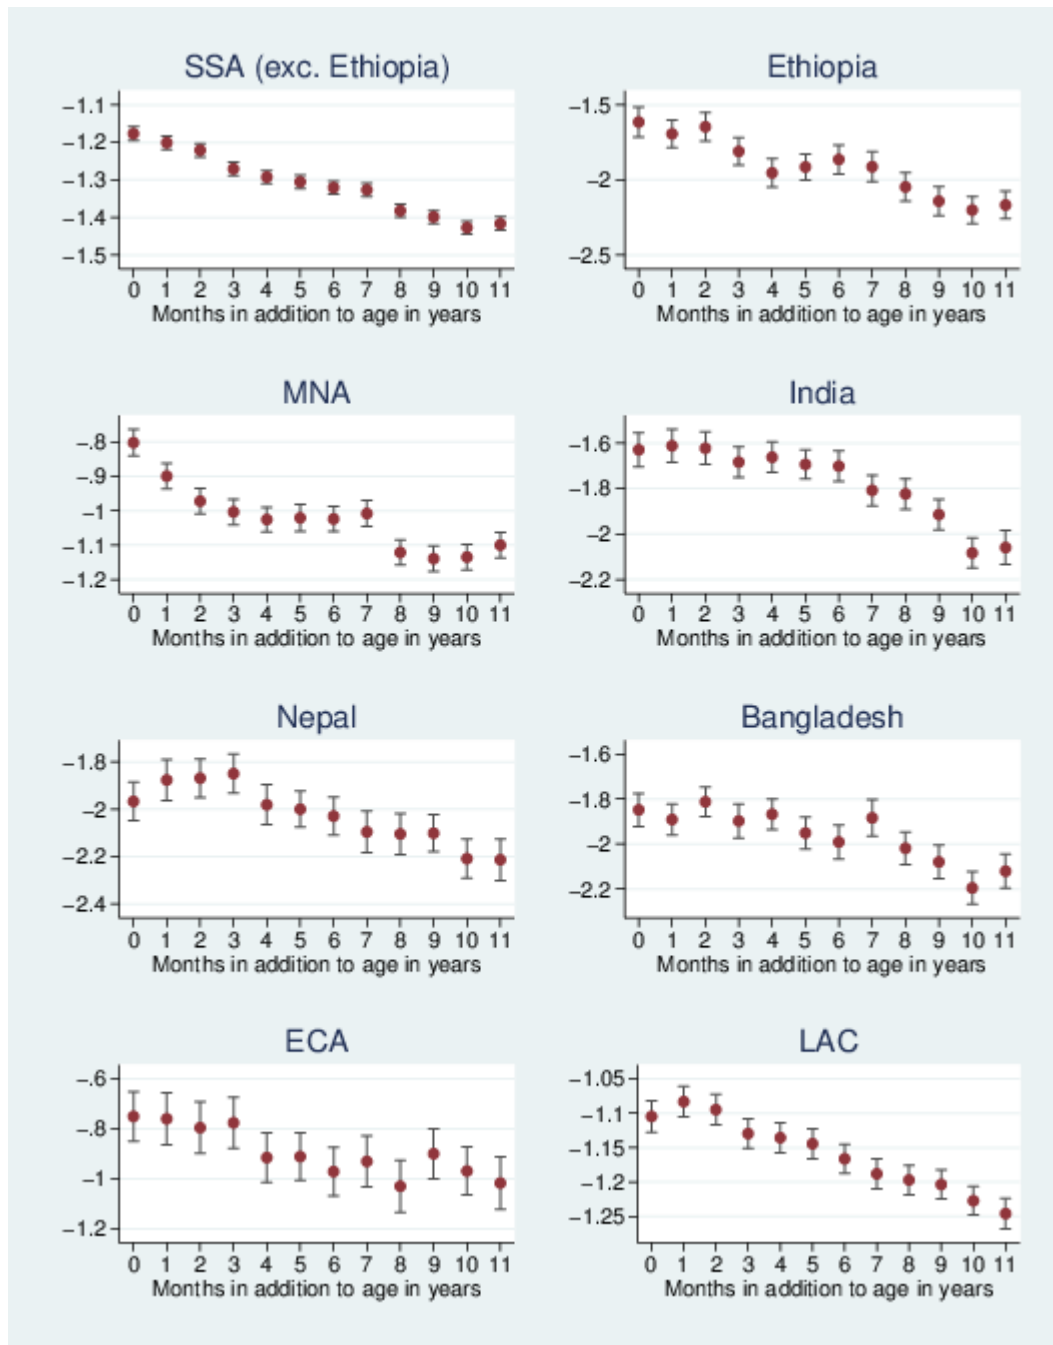 SSA (exc. Ethiopia)
−1.1
−1.2
−1.3
−1.4
−1.5
0 1 2 3 4 5 6 7 8 9 10 11
Months in addition to age in years
Ethiopia
−1.5
−2
−2.5
0 1 2 3 4 5 6 7 8 9 10 11
Months in addition to age in years
MNA
−.8
−.9
−1
−1.1
−1.2
0 1 2 3 4 5 6 7 8 9 10 11
Months in addition to age in years
India
−1.6
−1.8
−2
−2.2
0 1 2 3 4 5 6 7 8 9 10 11
Months in addition to age in years
Nepal
−1.8
−2
−2.2
−2.4
0 1 2 3 4 5 6 7 8 9 10 11
Months in addition to age in years
Bangladesh
−1.6
−1.8
−2
−2.2
0 1 2 3 4 5 6 7 8 9 10 11
Months in addition to age in years
ECA
−.6
−.8
−1
−1.2
0 1 2 3 4 5 6 7 8 9 10 11
Months in addition to age in years
LAC
−1.05
−1.1
−1.15
−1.2
−1.25
0 1 2 3 4 5 6 7 8 9 10 11
Months in addition to age in years